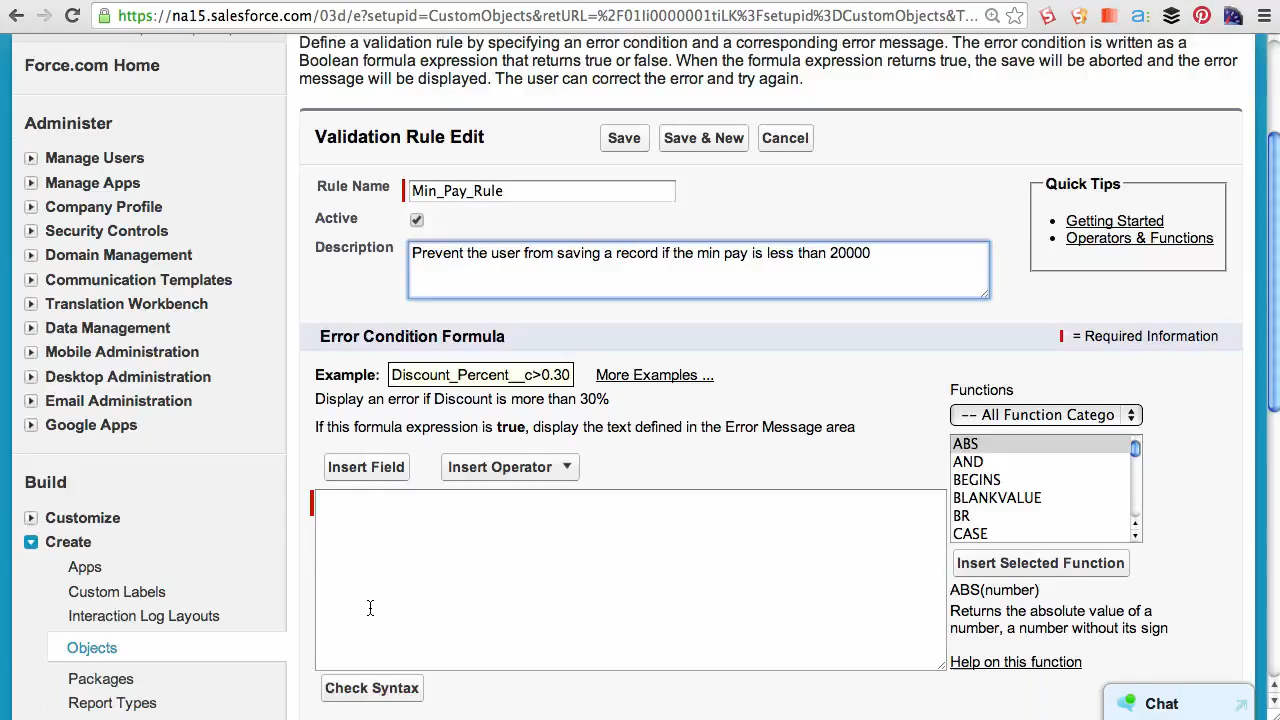 https://na15.salesforce.com/03d/e?setupid=CustomObjects&retURL=%2F01Ii0000001tiLK%3Fsetupid%3DCustomObjects&T...
Define a validation rule by specifying an error condition and a corresponding error message. The error condition is written as a
Boolean formula expression that returns true or false. When the formula expression returns true, the save will be aborted and the error
message will be displayed. The user can correct the error and try again.
Force.com Home
Administer
Manage Users
Manage Apps
Company Profile
Security Controls
Domain Management
Communication Templates
Translation Workbench
Data Management
Mobile Administration
Desktop Administration
Email Administration
Google Apps
Build
Customize
Create
Apps
Custom Labels
Interaction Log Layouts
Objects
Packages
Report Types
Validation Rule Edit
Save
Save & New
Cancel
Rule Name
Min_Pay_Rule
Active
Description
Prevent the user from saving a record if the min pay is less than 20000
Quick Tips
Getting Started
Operators & Functions
Error Condition Formula
= Required Information
Example:
Discount_Percent__c>0.30
More Examples ...
Display an error if Discount is more than 30%
If this formula expression is true, display the text defined in the Error Message area
Insert Field
Insert Operator
Check Syntax
Functions
-- All Function Catego
ABS
AND
BEGINS
BLANKVALUE
BR
CASE
Insert Selected Function
ABS(number)
Returns the absolute value of a
number, a number without its sign
Help on this function
Chat